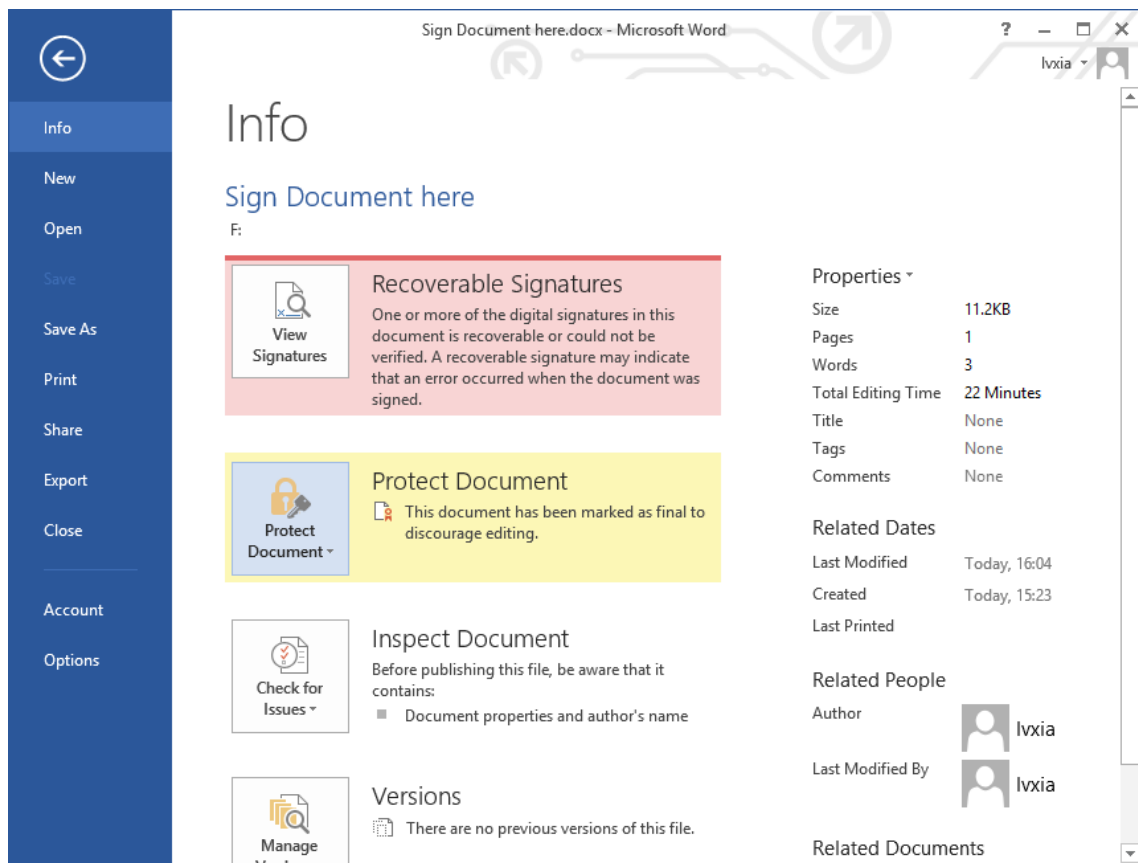 Sign Document here.docx - Microsoft Word
?
lvxia
Info
New
Open
Save
Save As
Print
Share
Export
Close
Account
Options
Info
Sign Document here
F:
View
Signatures
Recoverable Signatures
One or more of the digital signatures in this
document is recoverable or could not be
verified. A recoverable signature may indicate
that an error occurred when the document was
signed.
Protect
Document
Protect Document
This document has been marked as final to
discourage editing.
Check for
Issues
Inspect Document
Before publishing this file, be aware that it
contains:
Document properties and author's name
Manage
Versions
There are no previous versions of this file.
Properties
Size 11.2KB
Pages 1
Words 3
Total Editing Time 22 Minutes
Title None
Tags None
Comments None
Related Dates
Last Modified Today, 16:04
Created Today, 15:23
Last Printed
Related People
Author lvxia
Last Modified By lvxia
Related Documents